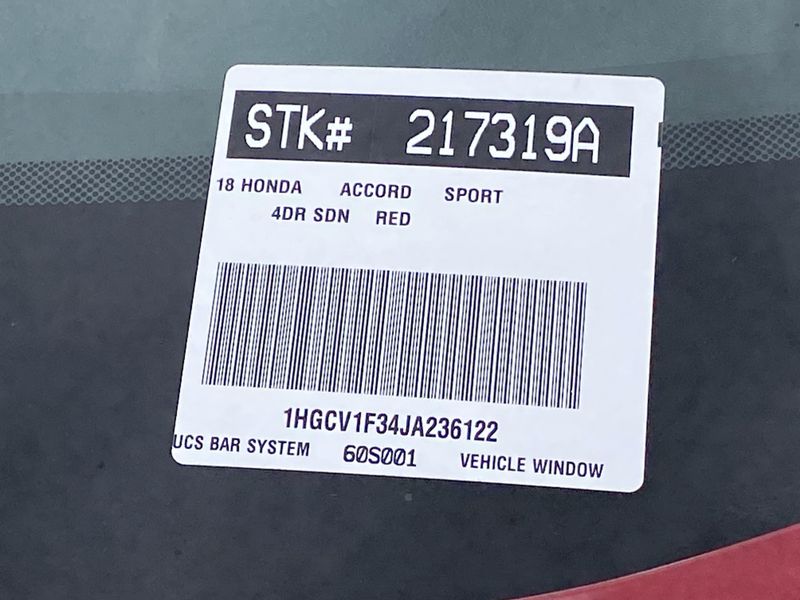 STK# 217319A
18 HONDA ACCORD SPORT
4DR SDN RED
1HGCV1F34JA236122
UCS BAR SYSTEM 60S001 VEHICLE WINDOW